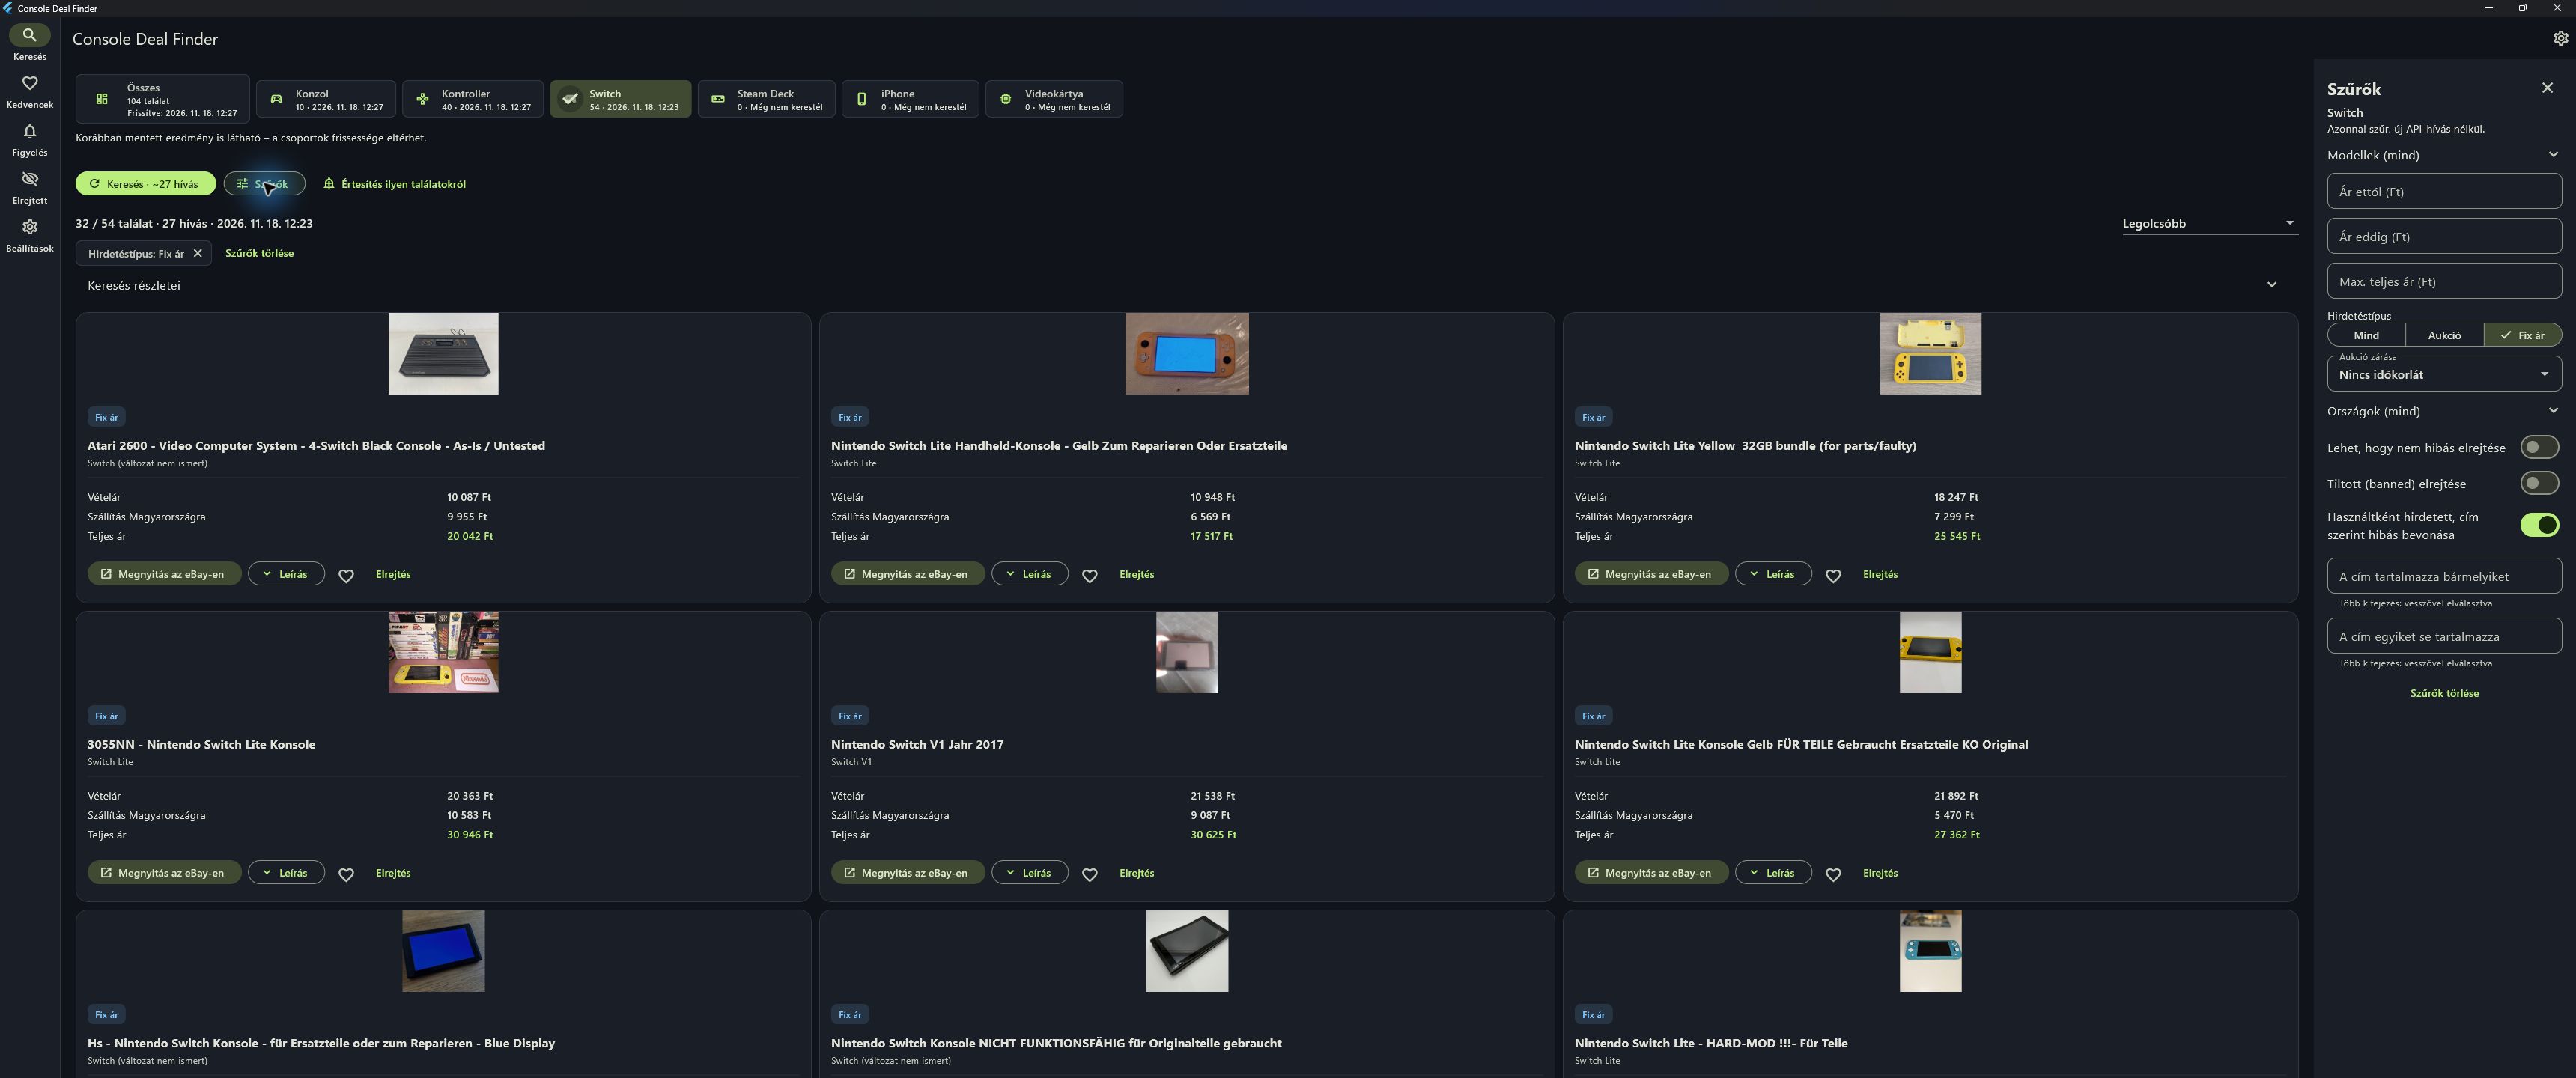 Console Deal Finder
Console Deal Finder
Keresés
Kedvencek
Figyelés
Elrejtett
Beállítások
Összes
104 találat
Frissítve: 2026. 11. 18. 12:27
Konzol
10 · 2026. 11. 18. 12:27
Kontroller
40 · 2026. 11. 18. 12:27
Switch
54 · 2026. 11. 18. 12:23
Steam Deck
0 · Még nem kerestél
iPhone
0 · Még nem kerestél
Videokártya
0 · Még nem kerestél
Korábban mentett eredmény is látható – a csoportok frissessége eltérhet.
Keresés · ~27 hívás
Szűrők
Értesítés ilyen találatokról
32 / 54 találat · 27 hívás · 2026. 11. 18. 12:23
Legolcsóbb
Hirdetéstípus: Fix ár
Szűrők törlése
Keresés részletei
Fix ár
Atari 2600 - Video Computer System - 4-Switch Black Console - As-Is / Untested
Switch (változat nem ismert)
Vételár 10 087 Ft
Szállítás Magyarországra 9 955 Ft
Teljes ár 20 042 Ft
Megnyitás az eBay-en Leírás Elrejtés
Fix ár
Nintendo Switch Lite Handheld-Konsole - Gelb Zum Reparieren Oder Ersatzteile
Switch Lite
Vételár 10 948 Ft
Szállítás Magyarországra 6 569 Ft
Teljes ár 17 517 Ft
Megnyitás az eBay-en Leírás Elrejtés
Fix ár
Nintendo Switch Lite Yellow 32GB bundle (for parts/faulty)
Switch Lite
Vételár 18 247 Ft
Szállítás Magyarországra 7 299 Ft
Teljes ár 25 545 Ft
Megnyitás az eBay-en Leírás Elrejtés
Fix ár
3055NN - Nintendo Switch Lite Konsole
Switch Lite
Vételár 20 363 Ft
Szállítás Magyarországra 10 583 Ft
Teljes ár 30 946 Ft
Megnyitás az eBay-en Leírás Elrejtés
Fix ár
Nintendo Switch V1 Jahr 2017
Switch V1
Vételár 21 538 Ft
Szállítás Magyarországra 9 087 Ft
Teljes ár 30 625 Ft
Megnyitás az eBay-en Leírás Elrejtés
Fix ár
Nintendo Switch Lite Konsole Gelb FÜR TEILE Gebraucht Ersatzteile KO Original
Switch Lite
Vételár 21 892 Ft
Szállítás Magyarországra 5 470 Ft
Teljes ár 27 362 Ft
Megnyitás az eBay-en Leírás Elrejtés
Fix ár
Hs - Nintendo Switch Konsole - für Ersatzteile oder zum Reparieren - Blue Display
Switch (változat nem ismert)
Fix ár
Nintendo Switch Konsole NICHT FUNKTIONSFÄHIG für Originalteile gebraucht
Switch (változat nem ismert)
Fix ár
Nintendo Switch Lite - HARD-MOD !!!- Für Teile
Switch Lite
Szűrők
Switch
Azonnal szűr, új API-hívás nélkül.
Modellek (mind)
Ár ettől (Ft)
Ár eddig (Ft)
Max. teljes ár (Ft)
Hirdetéstípus
Mind Aukció Fix ár
Aukció zárása
Nincs időkorlát
Országok (mind)
Lehet, hogy nem hibás elrejtése
Tiltott (banned) elrejtése
Használtként hirdetett, cím
szerint hibás bevonása
A cím tartalmazza bármelyiket
Több kifejezés: vesszővel elválasztva
A cím egyiket se tartalmazza
Több kifejezés: vesszővel elválasztva
Szűrők törlése